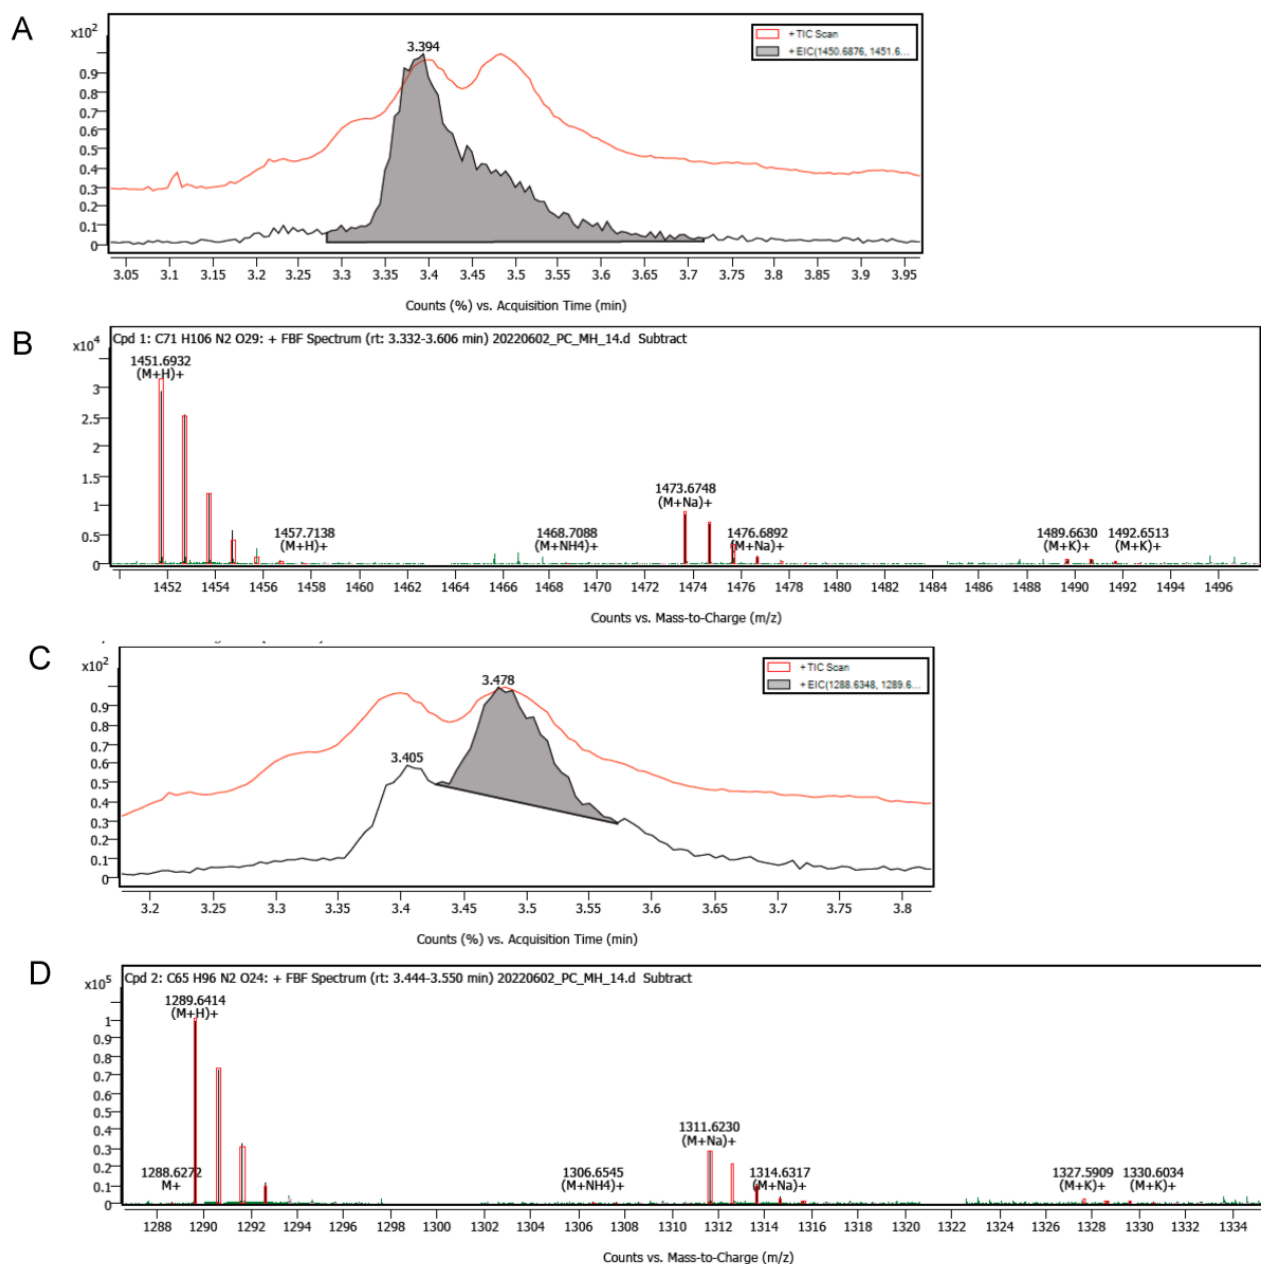 A
x10²
3.394
+ TIC Scan
+ EIC(1450.6876, 1451.6...
0.9
0.8
0.7
0.6
0.5
0.4
0.3
0.2
0.1
0
3.05 3.1 3.15 3.2 3.25 3.3 3.35 3.4 3.45 3.5 3.55 3.6 3.65 3.7 3.75 3.8 3.85 3.9 3.95
Counts (%) vs. Acquisition Time (min)
B
x10⁴
Cpd 1: C71 H106 N2 O29: + FBF Spectrum (rt: 3.332-3.606 min) 20220602_PC_MH_14.d Subtract
1451.6932
(M+H)+
3
2.5
2
1.5
1
0.5
0
1457.7138
(M+H)+
1468.7088
(M+NH4)+
1473.6748
(M+Na)+
1476.6892
(M+Na)+
1489.6630
(M+K)+
1492.6513
(M+K)+
1452 1454 1456 1458 1460 1462 1464 1466 1468 1470 1472 1474 1476 1478 1480 1482 1484 1486 1488 1490 1492 1494 1496
Counts vs. Mass-to-Charge (m/z)
C
x10²
3.478
3.405
+ TIC Scan
+ EIC(1288.6348, 1289.6...
0.9
0.8
0.7
0.6
0.5
0.4
0.3
0.2
0.1
0
3.2 3.25 3.3 3.35 3.4 3.45 3.5 3.55 3.6 3.65 3.7 3.75 3.8
Counts (%) vs. Acquisition Time (min)
D
x10⁵
Cpd 2: C65 H96 N2 O24: + FBF Spectrum (rt: 3.444-3.550 min) 20220602_PC_MH_14.d Subtract
1289.6414
(M+H)+
1
0.9
0.8
0.7
0.6
0.5
0.4
0.3
0.2
0.1
0
1288.6272
M+
1306.6545
(M+NH4)+
1311.6230
(M+Na)+
1314.6317
(M+Na)+
1327.5909
(M+K)+
1330.6034
(M+K)+
1288 1290 1292 1294 1296 1298 1300 1302 1304 1306 1308 1310 1312 1314 1316 1318 1320 1322 1324 1326 1328 1330 1332 1334
Counts vs. Mass-to-Charge (m/z)